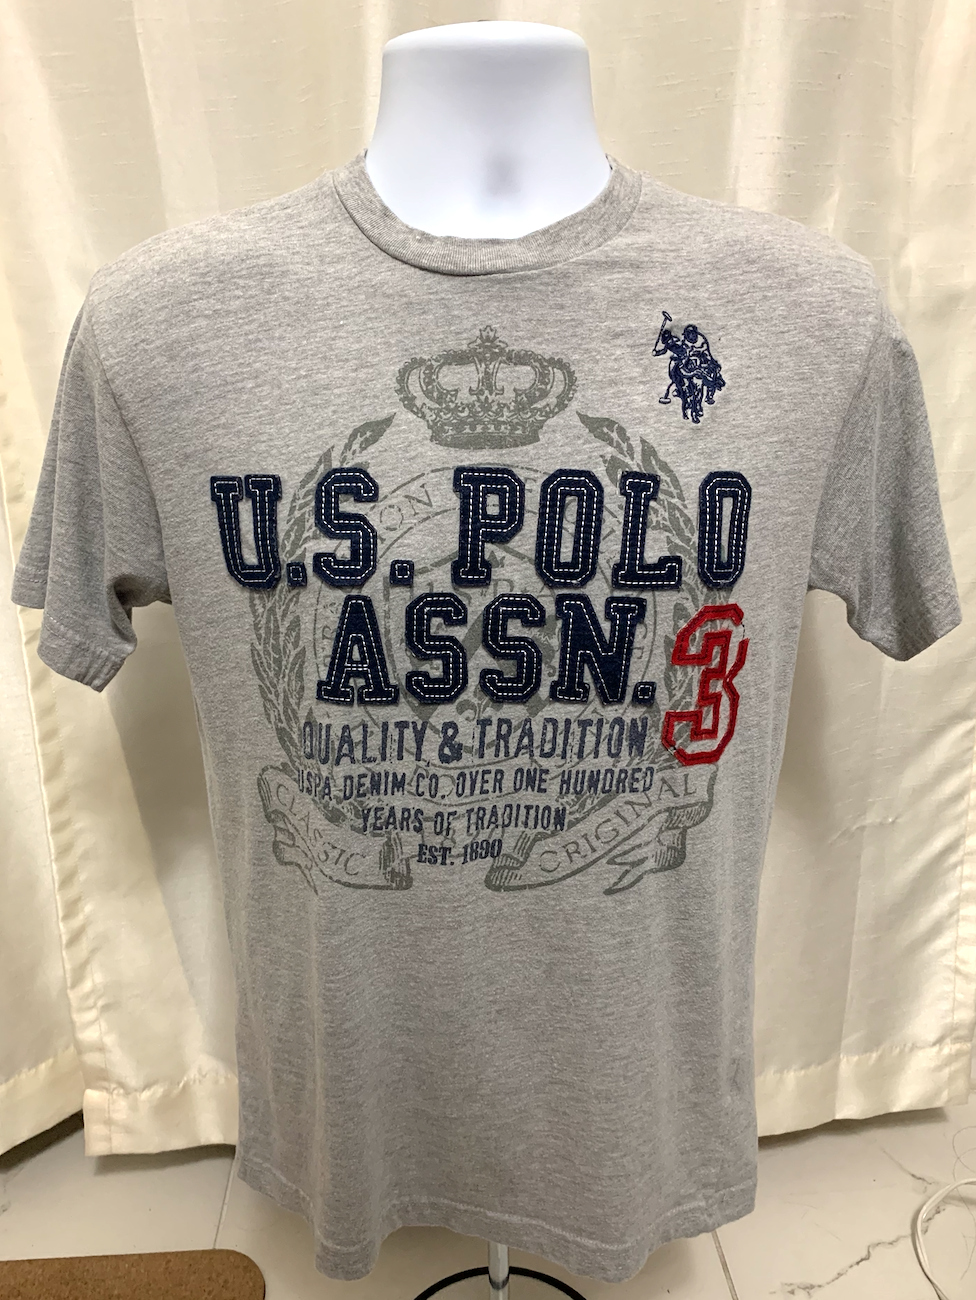 U.S. POLO
ASSN.
3
QUALITY & TRADITION
USPA DENIM CO. OVER ONE HUNDRED
YEARS OF TRADITION
EST. 1890
CLASSIC
ORIGINAL